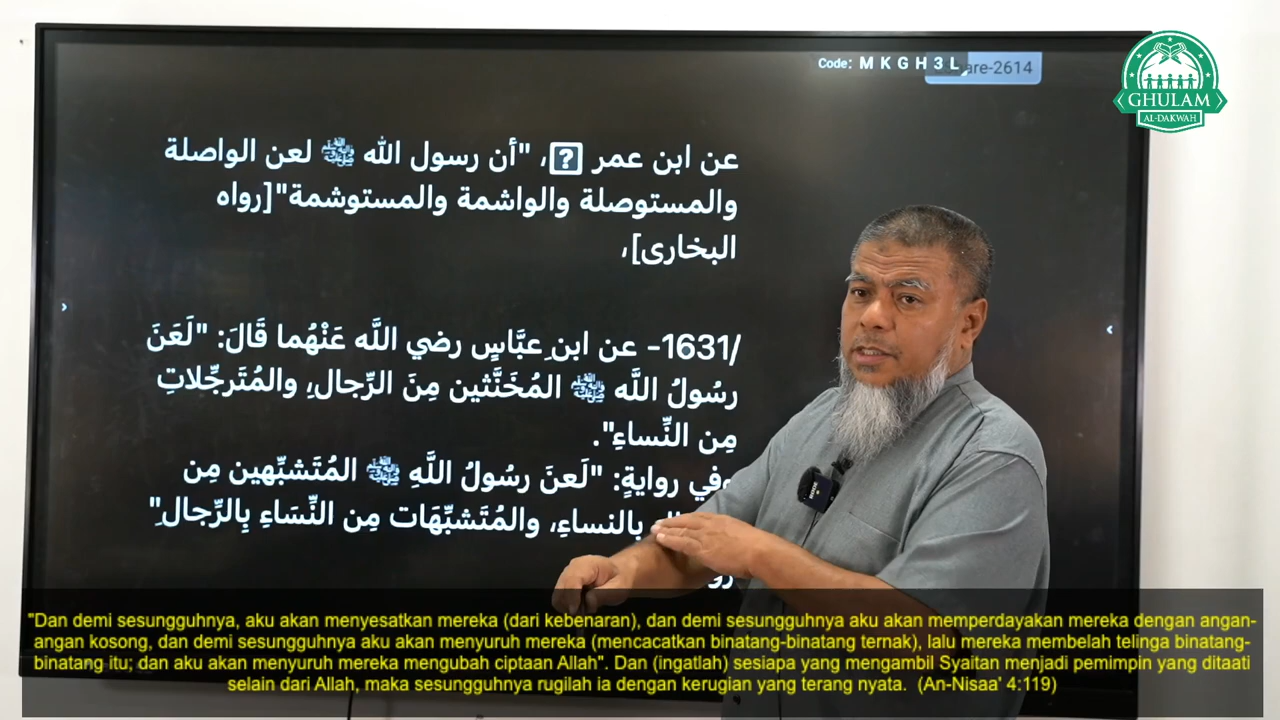 Code: M K G H 3 L
are-2614
GHULAM
AL-DAKWAH
عن ابن عمر ?، "أن رسول الله ﷺ لعن الواصلة
والمستوصلة والواشمة والمستوشمة"[رواه
البخارى]،
/1631- عن ابنِ عبَّاسٍ رضي اللَّه عَنْهُما قَالَ: "لَعَنَ
رسُولُ اللَّه ﷺ المُخَنَّثين مِنَ الرِّجالِ، والمُتَرجِّلاتِ
مِن النِّساءِ".
وفي روايةٍ: "لَعنَ رسُولُ اللَّهِ ﷺ المُتَشبِّهين مِن
بالنساءِ، والمُتَشبِّهَات مِن النِّسَاءِ بِالرِّجالِ"
"Dan demi sesungguhnya, aku akan menyesatkan mereka (dari kebenaran), dan demi sesungguhnya aku akan memperdayakan mereka dengan angan-
angan kosong, dan demi sesungguhnya aku akan menyuruh mereka (mencacatkan binatang-binatang ternak), lalu mereka membelah telinga binatang-
binatang itu; dan aku akan menyuruh mereka mengubah ciptaan Allah". Dan (ingatlah) sesiapa yang mengambil Syaitan menjadi pemimpin yang ditaati
selain dari Allah, maka sesungguhnya rugilah ia dengan kerugian yang terang nyata. (An-Nisaa' 4:119)